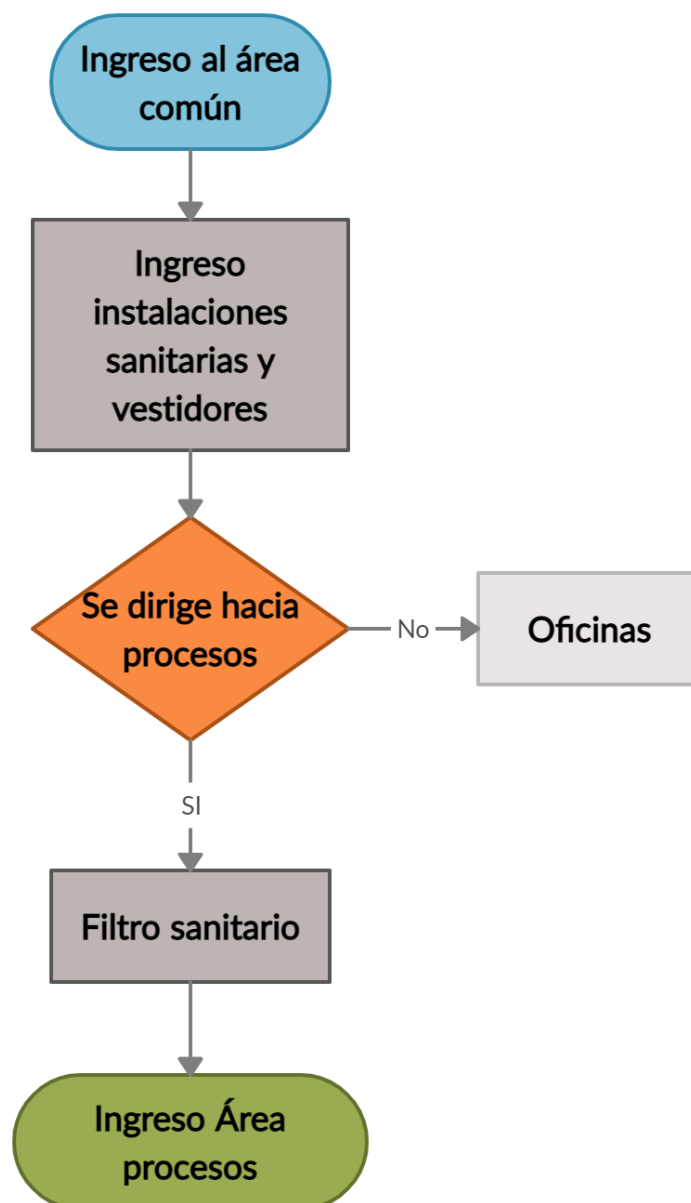 Ingreso al área
común
Ingreso
instalaciones
sanitarias y
vestidores
Se dirige hacia
procesos
No
Oficinas
SI
Filtro sanitario
Ingreso Área
procesos